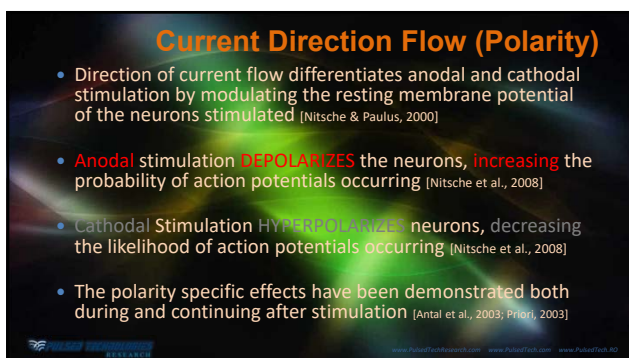 Current Direction Flow (Polarity)
• Direction of current flow differentiates anodal and cathodal
stimulation by modulating the resting membrane potential
of the neurons stimulated [Nitsche & Paulus, 2000]
• Anodal stimulation DEPOLARIZES the neurons, increasing the
probability of action potentials occurring [Nitsche et al., 2008]
• Cathodal Stimulation HYPERPOLARIZES neurons, decreasing
the likelihood of action potentials occurring [Nitsche et al., 2008]
• The polarity specific effects have been demonstrated both
during and continuing after stimulation [Antal et al., 2003; Priori, 2003]
PULSED TECHNOLOGIES
RESEARCH
www.PulsedTechResearch.com www.PulsedTech.com www.PulsedTech.RO